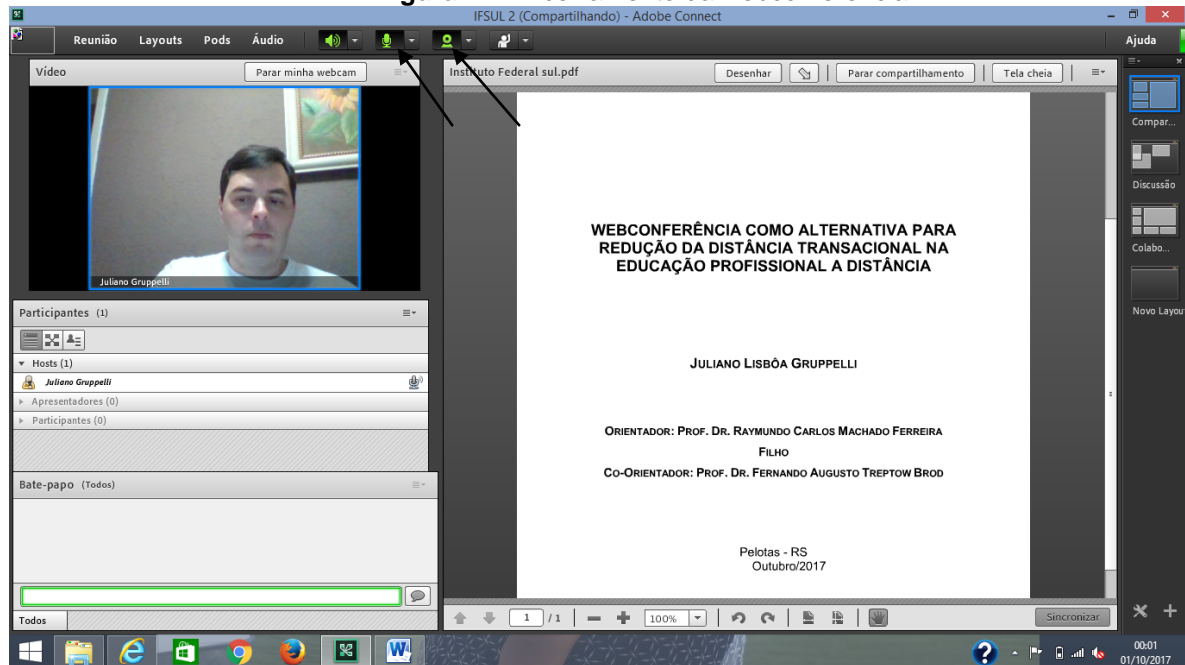 IFSUL 2 (Compartilhando) - Adobe Connect
Reunião Layouts Pods Áudio Ajuda
Vídeo
Parar minha webcam
Juliano Gruppelli
Participantes (1)
Hosts (1)
Juliano Gruppelli
Apresentadores (0)
Participantes (0)
Bate-papo (Todos)
Todos
Instituto Federal sul.pdf
Desenhar
Parar compartilhamento
Tela cheia
WEBCONFERÊNCIA COMO ALTERNATIVA PARA
REDUÇÃO DA DISTÂNCIA TRANSACIONAL NA
EDUCAÇÃO PROFISSIONAL A DISTÂNCIA
JULIANO LISBÔA GRUPPELLI
ORIENTADOR: PROF. DR. RAYMUNDO CARLOS MACHADO FERREIRA
FILHO
CO-ORIENTADOR: PROF. DR. FERNANDO AUGUSTO TREPTOW BROD
Pelotas - RS
Outubro/2017
1 / 1
100%
Sincronizar
Compar...
Discussão
Colabo...
Novo Layou
00:01
01/10/2017